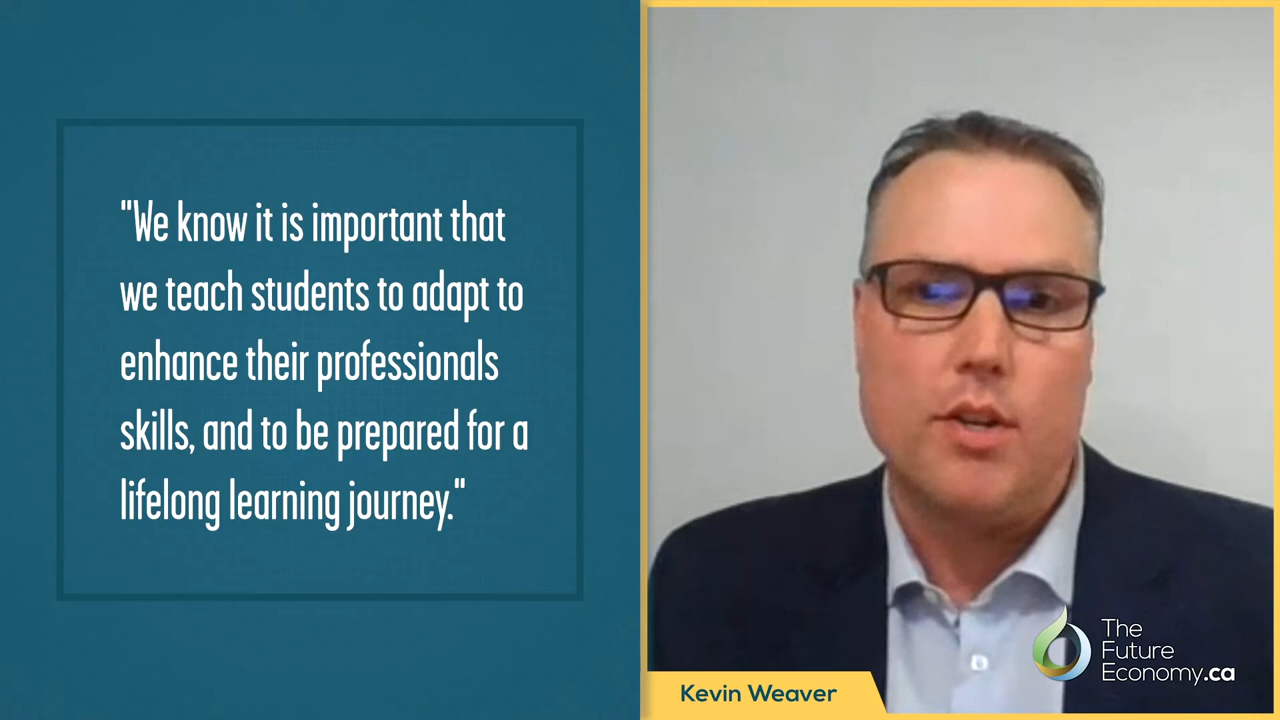 "We know it is important that
we teach students to adapt to
enhance their professionals
skills, and to be prepared for a
lifelong learning journey."
Kevin Weaver
The
Future
Economy.ca